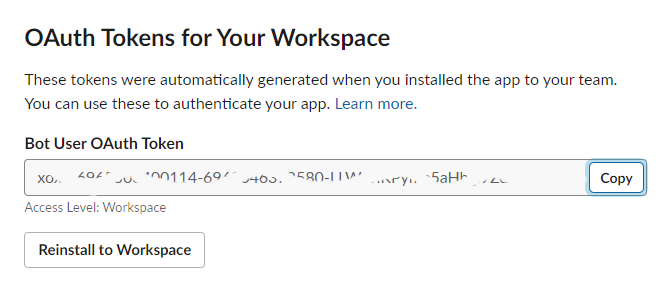 OAuth Tokens for Your Workspace
These tokens were automatically generated when you installed the app to your team.
You can use these to authenticate your app. Learn more.
Bot User OAuth Token
Copy
Access Level: Workspace
Reinstall to Workspace